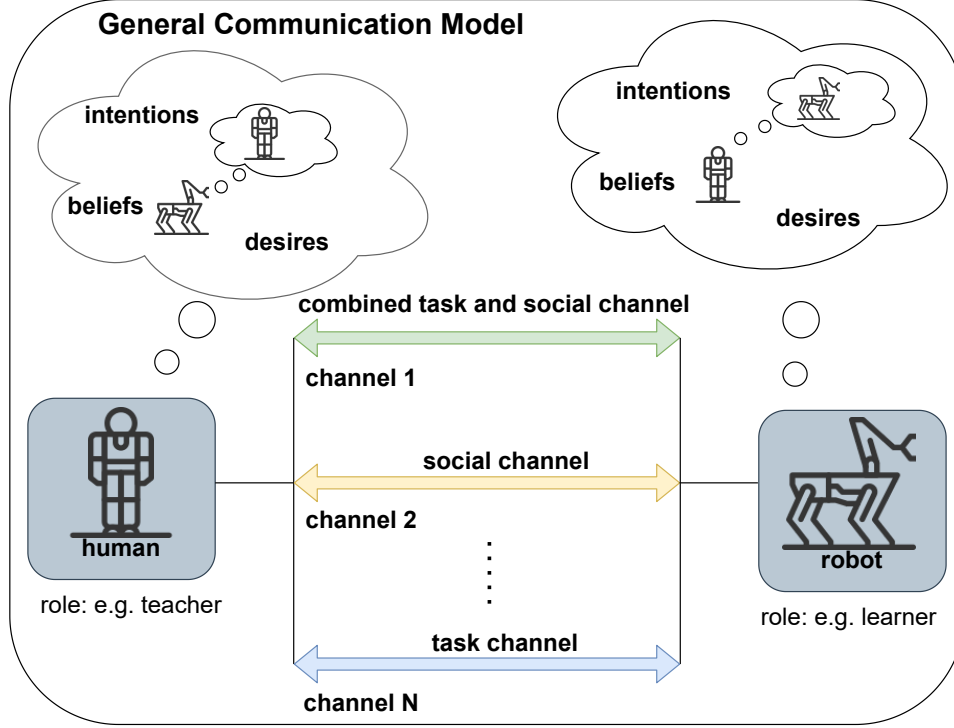 General Communication Model
intentions
beliefs
desires
intentions
beliefs
desires
combined task and social channel
channel 1
social channel
channel 2
task channel
channel N
human
role: e.g. teacher
robot
role: e.g. learner